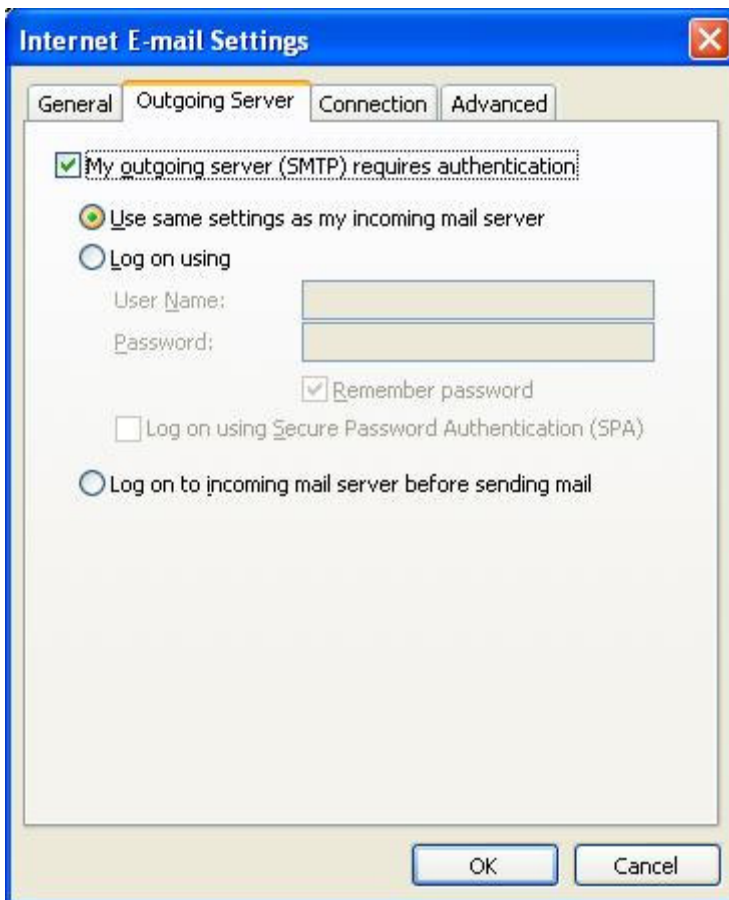 Internet E-mail Settings
General Outgoing Server Connection Advanced
My outgoing server (SMTP) requires authentication
Use same settings as my incoming mail server
Log on using
User Name:
Password:
Remember password
Log on using Secure Password Authentication (SPA)
Log on to incoming mail server before sending mail
OK Cancel